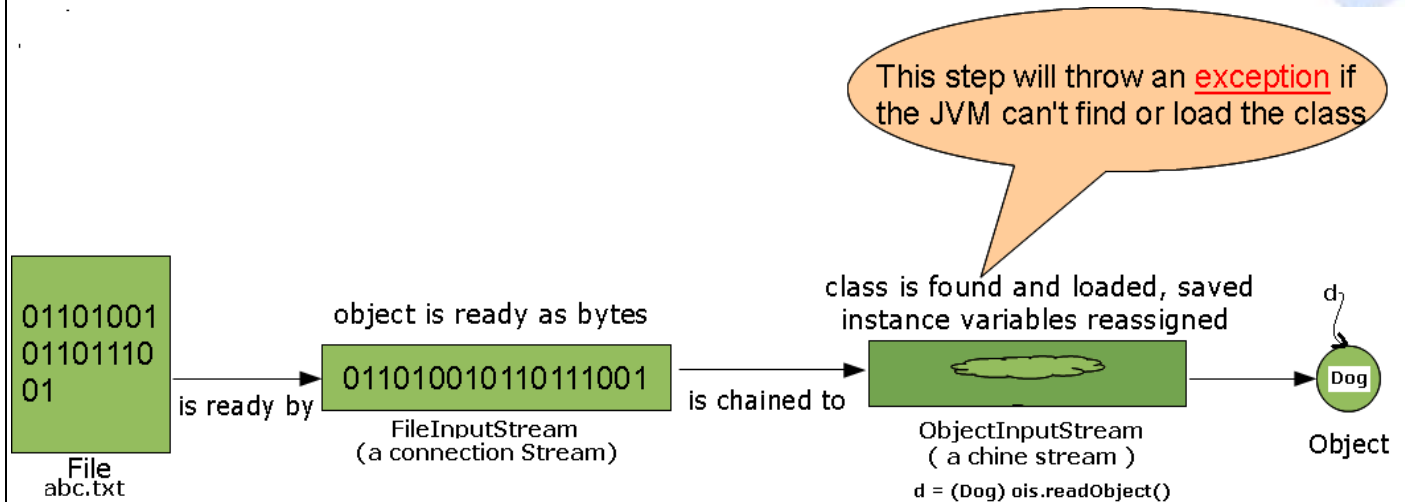 This step will throw an exception if
the JVM can't find or load the class
class is found and loaded, saved
instance variables reassigned
d
object is ready as bytes
01101001
01101110
01
011010010110111001
Dog
is ready by
is chained to
FileInputStream
(a connection Stream)
ObjectInputStream
( a chine stream )
Object
File
abc.txt
d = (Dog) ois.readObject()